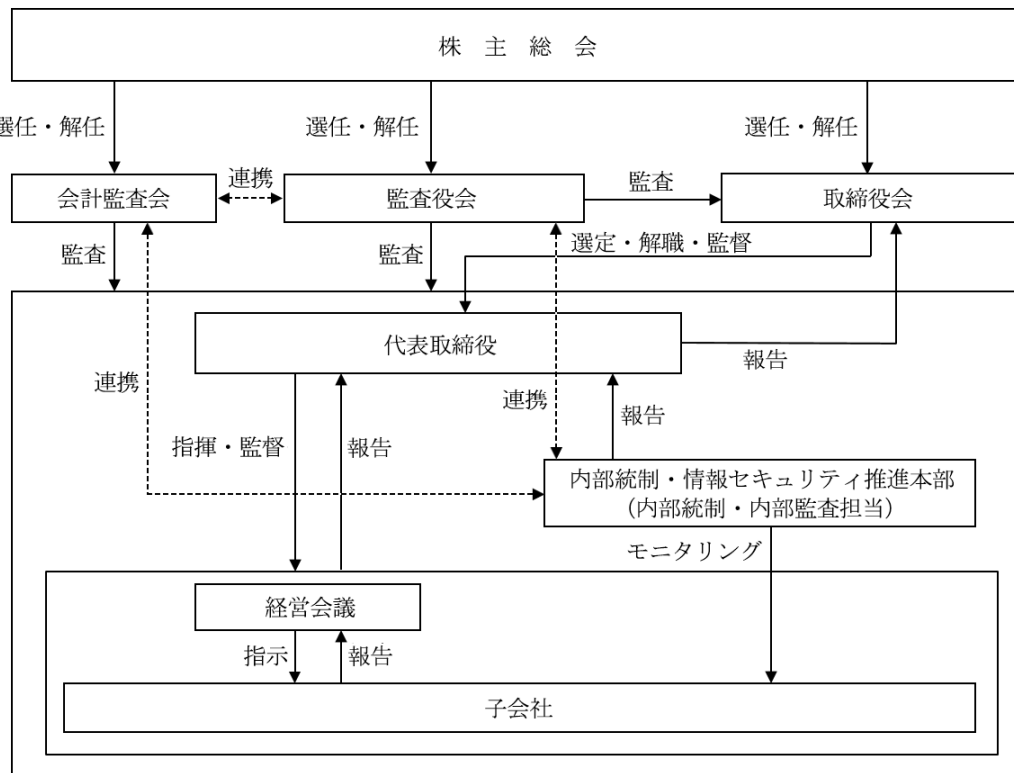 株 主 総 会
選任・解任
選任・解任
選任・解任
会計監査会
連携
監査役会
監査
取締役会
監査
監査
選定・解職・監督
代表取締役
報告
連携
連携
報告
指揮・監督
報告
内部統制・情報セキュリティ推進本部
（内部統制・内部監査担当）
モニタリング
経営会議
指示
報告
子会社